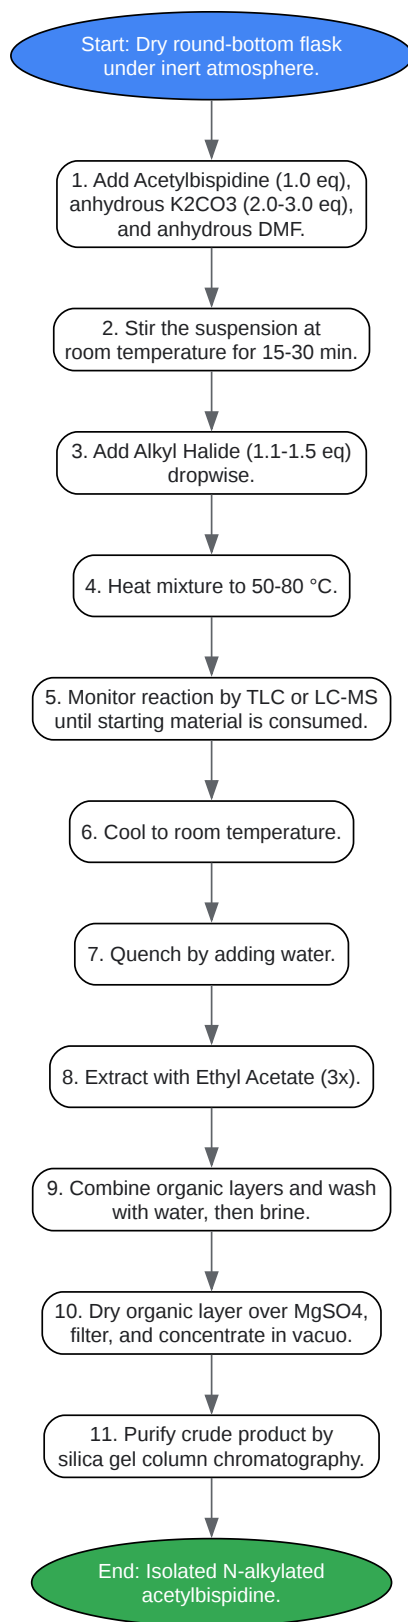 Start: Dry round-bottom flask
under inert atmosphere.
1. Add Acetylbispidine (1.0 eq),
anhydrous K2CO3 (2.0-3.0 eq),
and anhydrous DMF.
2. Stir the suspension at
room temperature for 15-30 min.
3. Add Alkyl Halide (1.1-1.5 eq)
dropwise.
4. Heat mixture to 50-80 °C.
5. Monitor reaction by TLC or LC-MS
until starting material is consumed.
6. Cool to room temperature.
7. Quench by adding water.
8. Extract with Ethyl Acetate (3x).
9. Combine organic layers and wash
with water, then brine.
10. Dry organic layer over MgSO4,
filter, and concentrate in vacuo.
11. Purify crude product by
silica gel column chromatography.
End: Isolated N-alkylated
acetylbispidine.